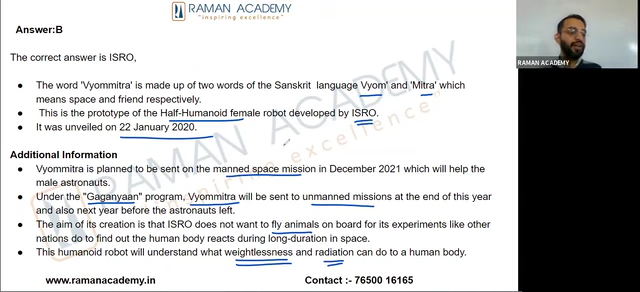 RAMAN ACADEMY
"inspiring excellence"
Answer:B
The correct answer is ISRO,
● The word 'Vyommitra' is made up of two words of the Sanskrit language Vyom' and 'Mitra' which
means space and friend respectively.
● This is the prototype of the Half-Humanoid female robot developed by ISRO.
● It was unveiled on 22 January 2020.
Additional Information
● Vyommitra is planned to be sent on the manned space mission in December 2021 which will help the
male astronauts.
● Under the "Gaganyaan" program, Vyommitra will be sent to unmanned missions at the end of this year
and also next year before the astronauts left.
● The aim of its creation is that ISRO does not want to fly animals on board for its experiments like other
nations do to find out the human body reacts during long-duration in space.
● This humanoid robot will understand what weightlessness and radiation can do to a human body.
www.ramanacademy.in Contact :- 76500 16165
RAMAN ACADEMY
RAMAN ACADEMY
"inspiring excellence"